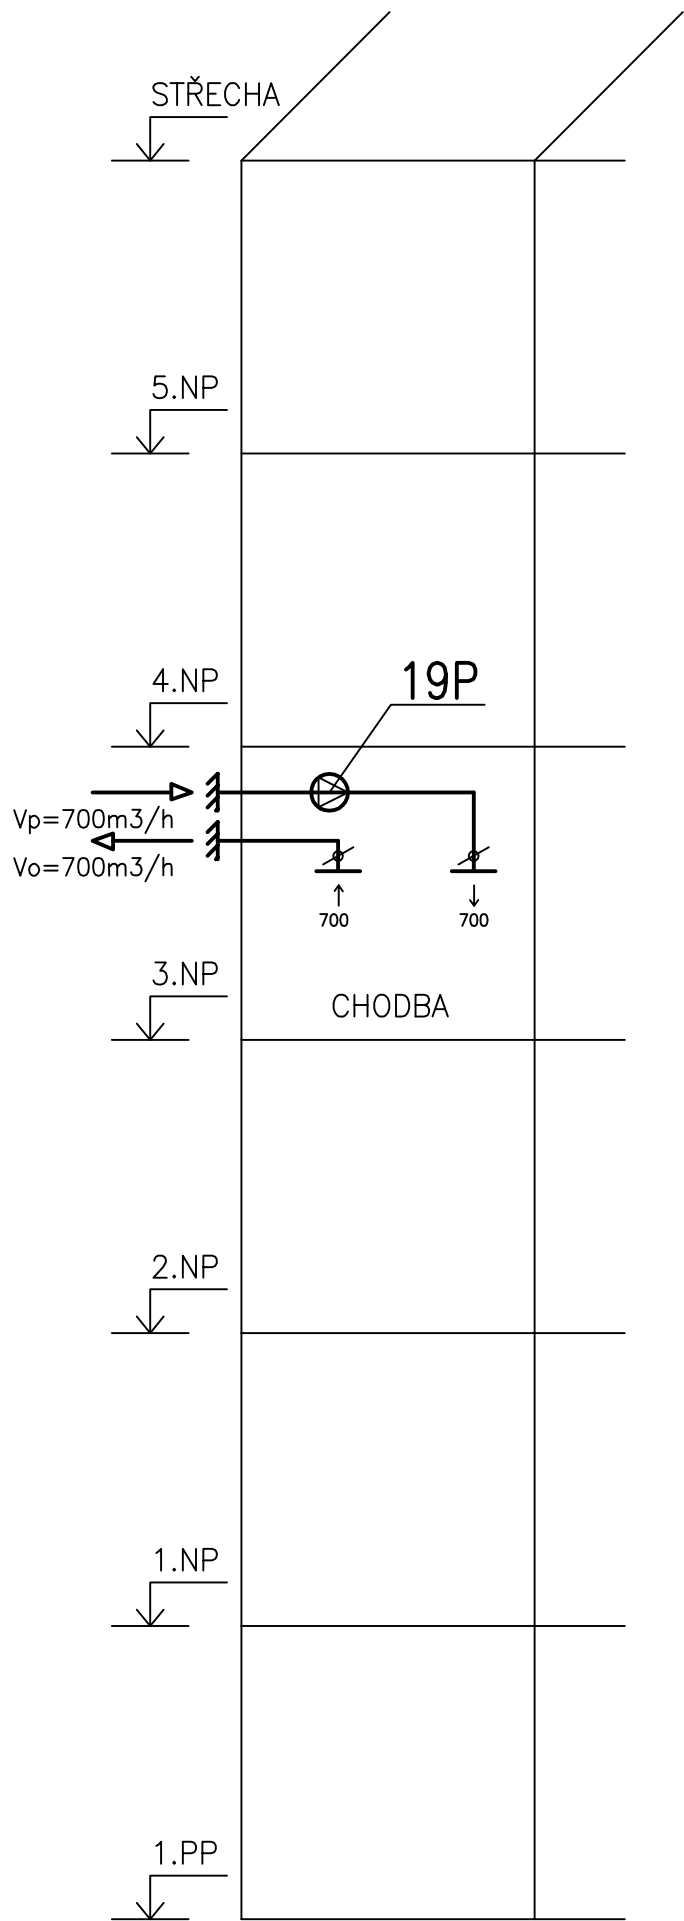 STŘECHA
5.NP
4.NP
19P
Vp=700m3/h
Vo=700m3/h
700
700
3.NP
CHODBA
2.NP
1.NP
1.PP